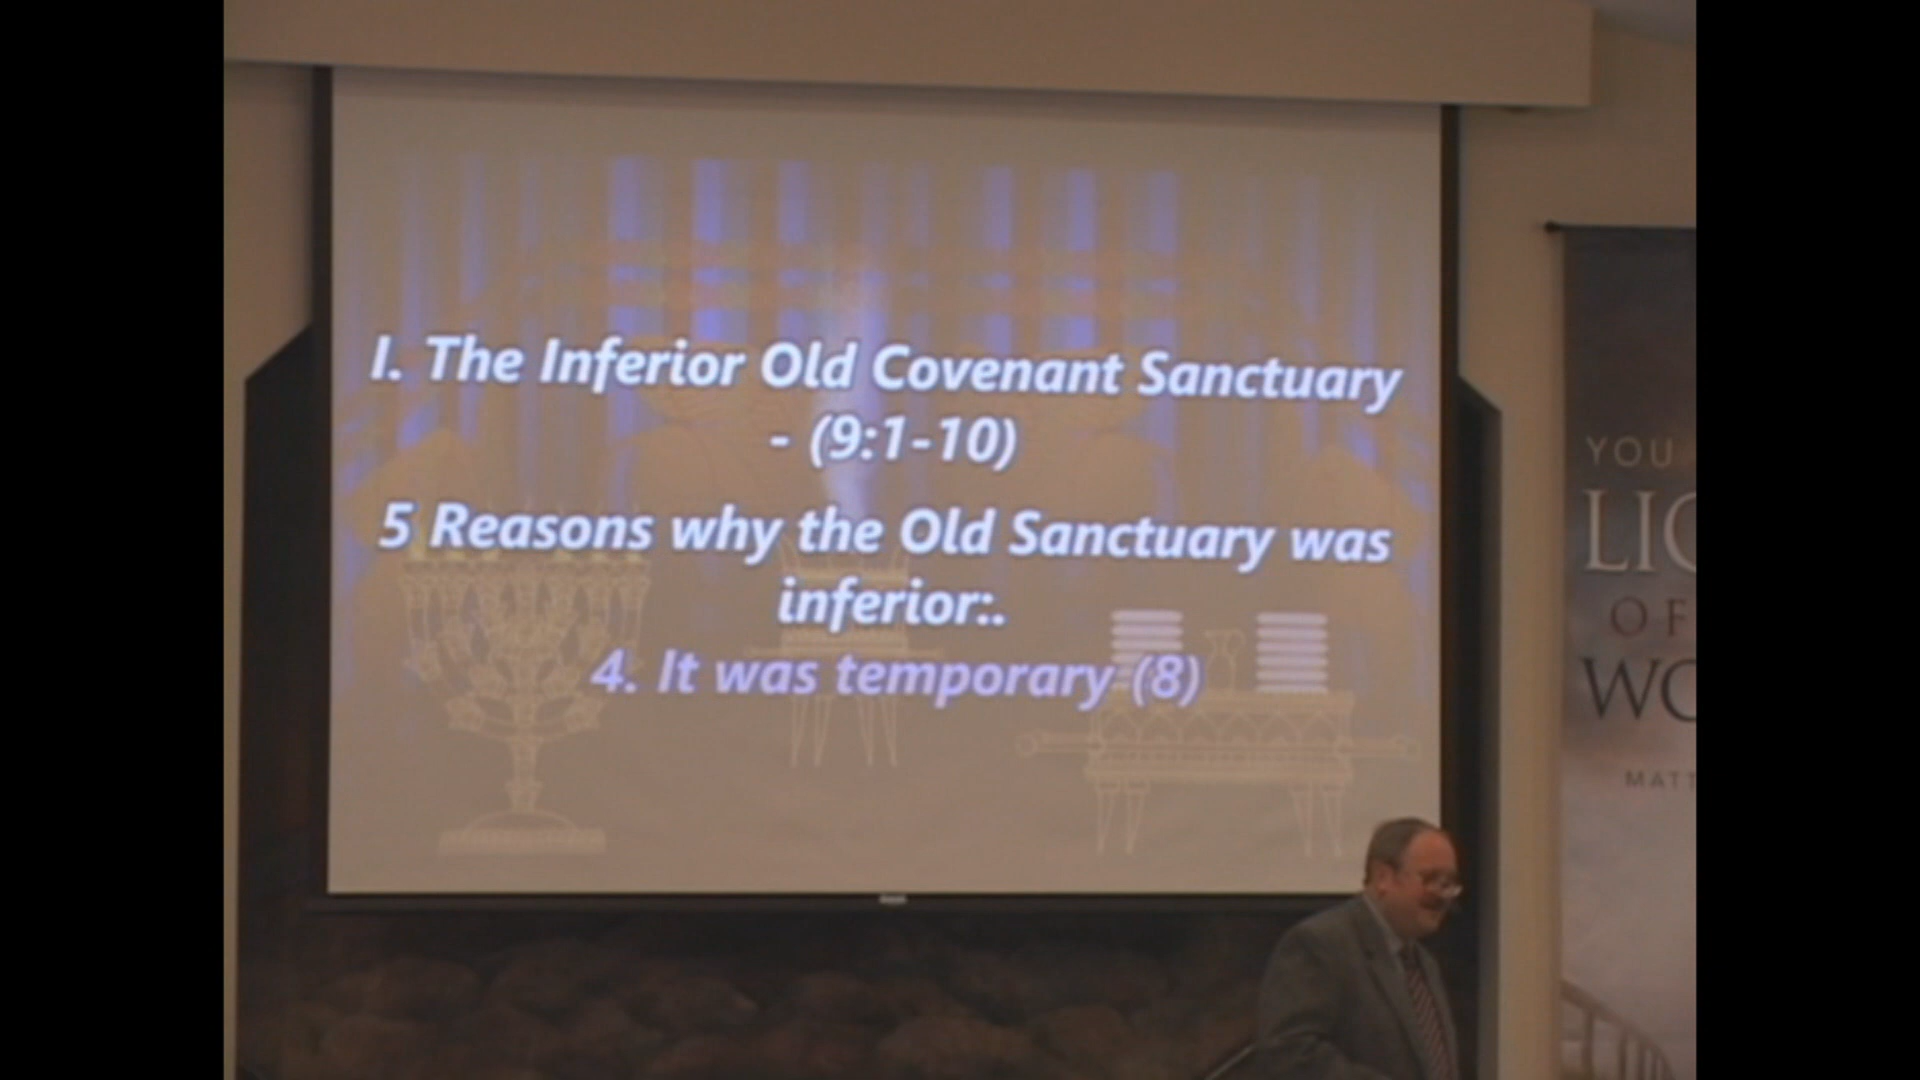 I. The Inferior Old Covenant Sanctuary
- (9:1-10)
5 Reasons why the Old Sanctuary was
inferior:.
4. It was temporary (8)
YOU
LIG
OF
WO
MATT